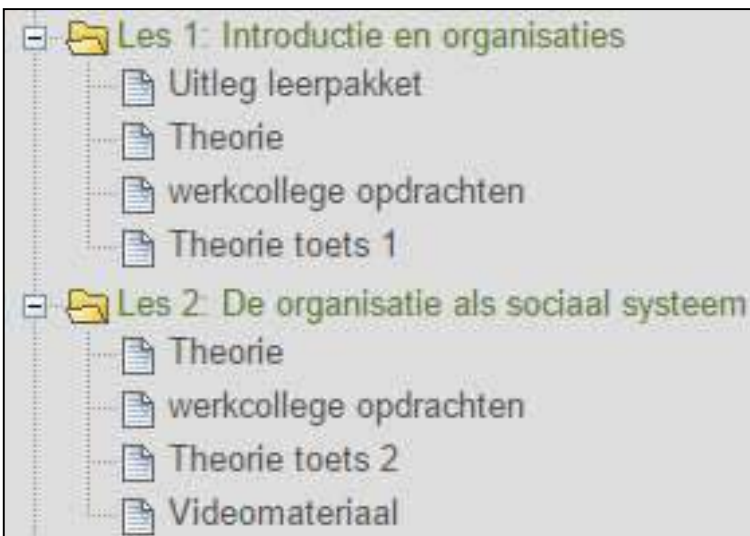 Les 1: Introductie en organisaties
Uitleg leerpakket
Theorie
werkcollege opdrachten
Theorie toets 1
Les 2: De organisatie als sociaal systeem
Theorie
werkcollege opdrachten
Theorie toets 2
Videomateriaal